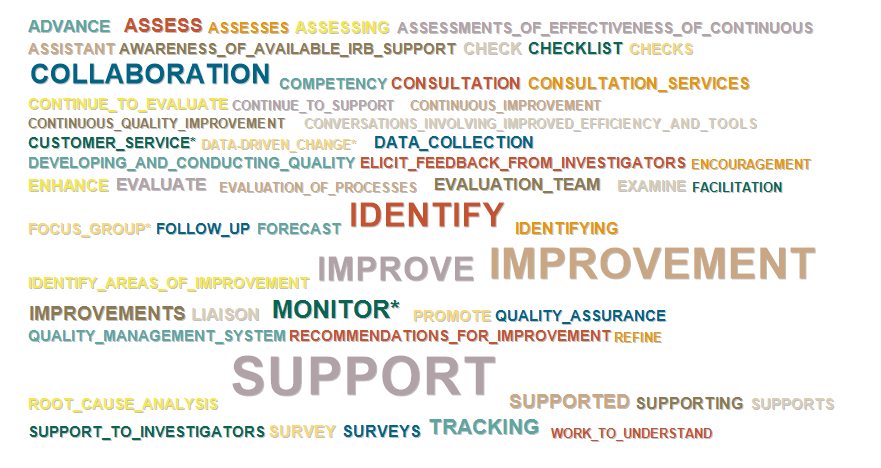 ADVANCE ASSESS ASSESSES ASSESSING ASSESSMENTS_OF_EFFECTIVENESS_OF_CONTINUOUS
ASSISTANT AWARENESS_OF_AVAILABLE_IRB_SUPPORT CHECK CHECKLIST CHECKS
COLLABORATION COMPETENCY CONSULTATION CONSULTATION_SERVICES
CONTINUE_TO_EVALUATE CONTINUE_TO_SUPPORT CONTINUOUS_IMPROVEMENT
CONTINUOUS_QUALITY_IMPROVEMENT CONVERSATIONS_INVOLVING_IMPROVED_EFFICIENCY_AND_TOOLS
CUSTOMER_SERVICE* DATA-DRIVEN_CHANGE* DATA_COLLECTION
DEVELOPING_AND_CONDUCTING_QUALITY ELICIT_FEEDBACK_FROM_INVESTIGATORS ENCOURAGEMENT
ENHANCE EVALUATE EVALUATION_OF_PROCESSES EVALUATION_TEAM EXAMINE FACILITATION
FOCUS_GROUP* FOLLOW_UP FORECAST IDENTIFY IDENTIFYING
IDENTIFY_AREAS_OF_IMPROVEMENT IMPROVE IMPROVEMENT
IMPROVEMENTS LIAISON MONITOR* PROMOTE QUALITY_ASSURANCE
QUALITY_MANAGEMENT_SYSTEM RECOMMENDATIONS_FOR_IMPROVEMENT REFINE
ROOT_CAUSE_ANALYSIS SUPPORT SUPPORTED SUPPORTING SUPPORTS
SUPPORT_TO_INVESTIGATORS SURVEY SURVEYS TRACKING WORK_TO_UNDERSTAND